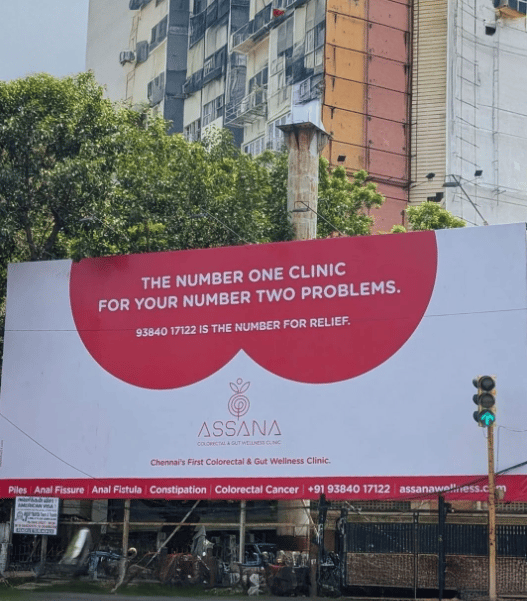 THE NUMBER ONE CLINIC
FOR YOUR NUMBER TWO PROBLEMS.
93840 17122 IS THE NUMBER FOR RELIEF.
ASSANA
COLORECTAL & GUT WELLNESS CLINIC
Chennai's First Colorectal & Gut Wellness Clinic.
Piles | Anal Fissure | Anal Fistula | Constipation | Colorectal Cancer | +91 93840 17122 | assanawellness.com